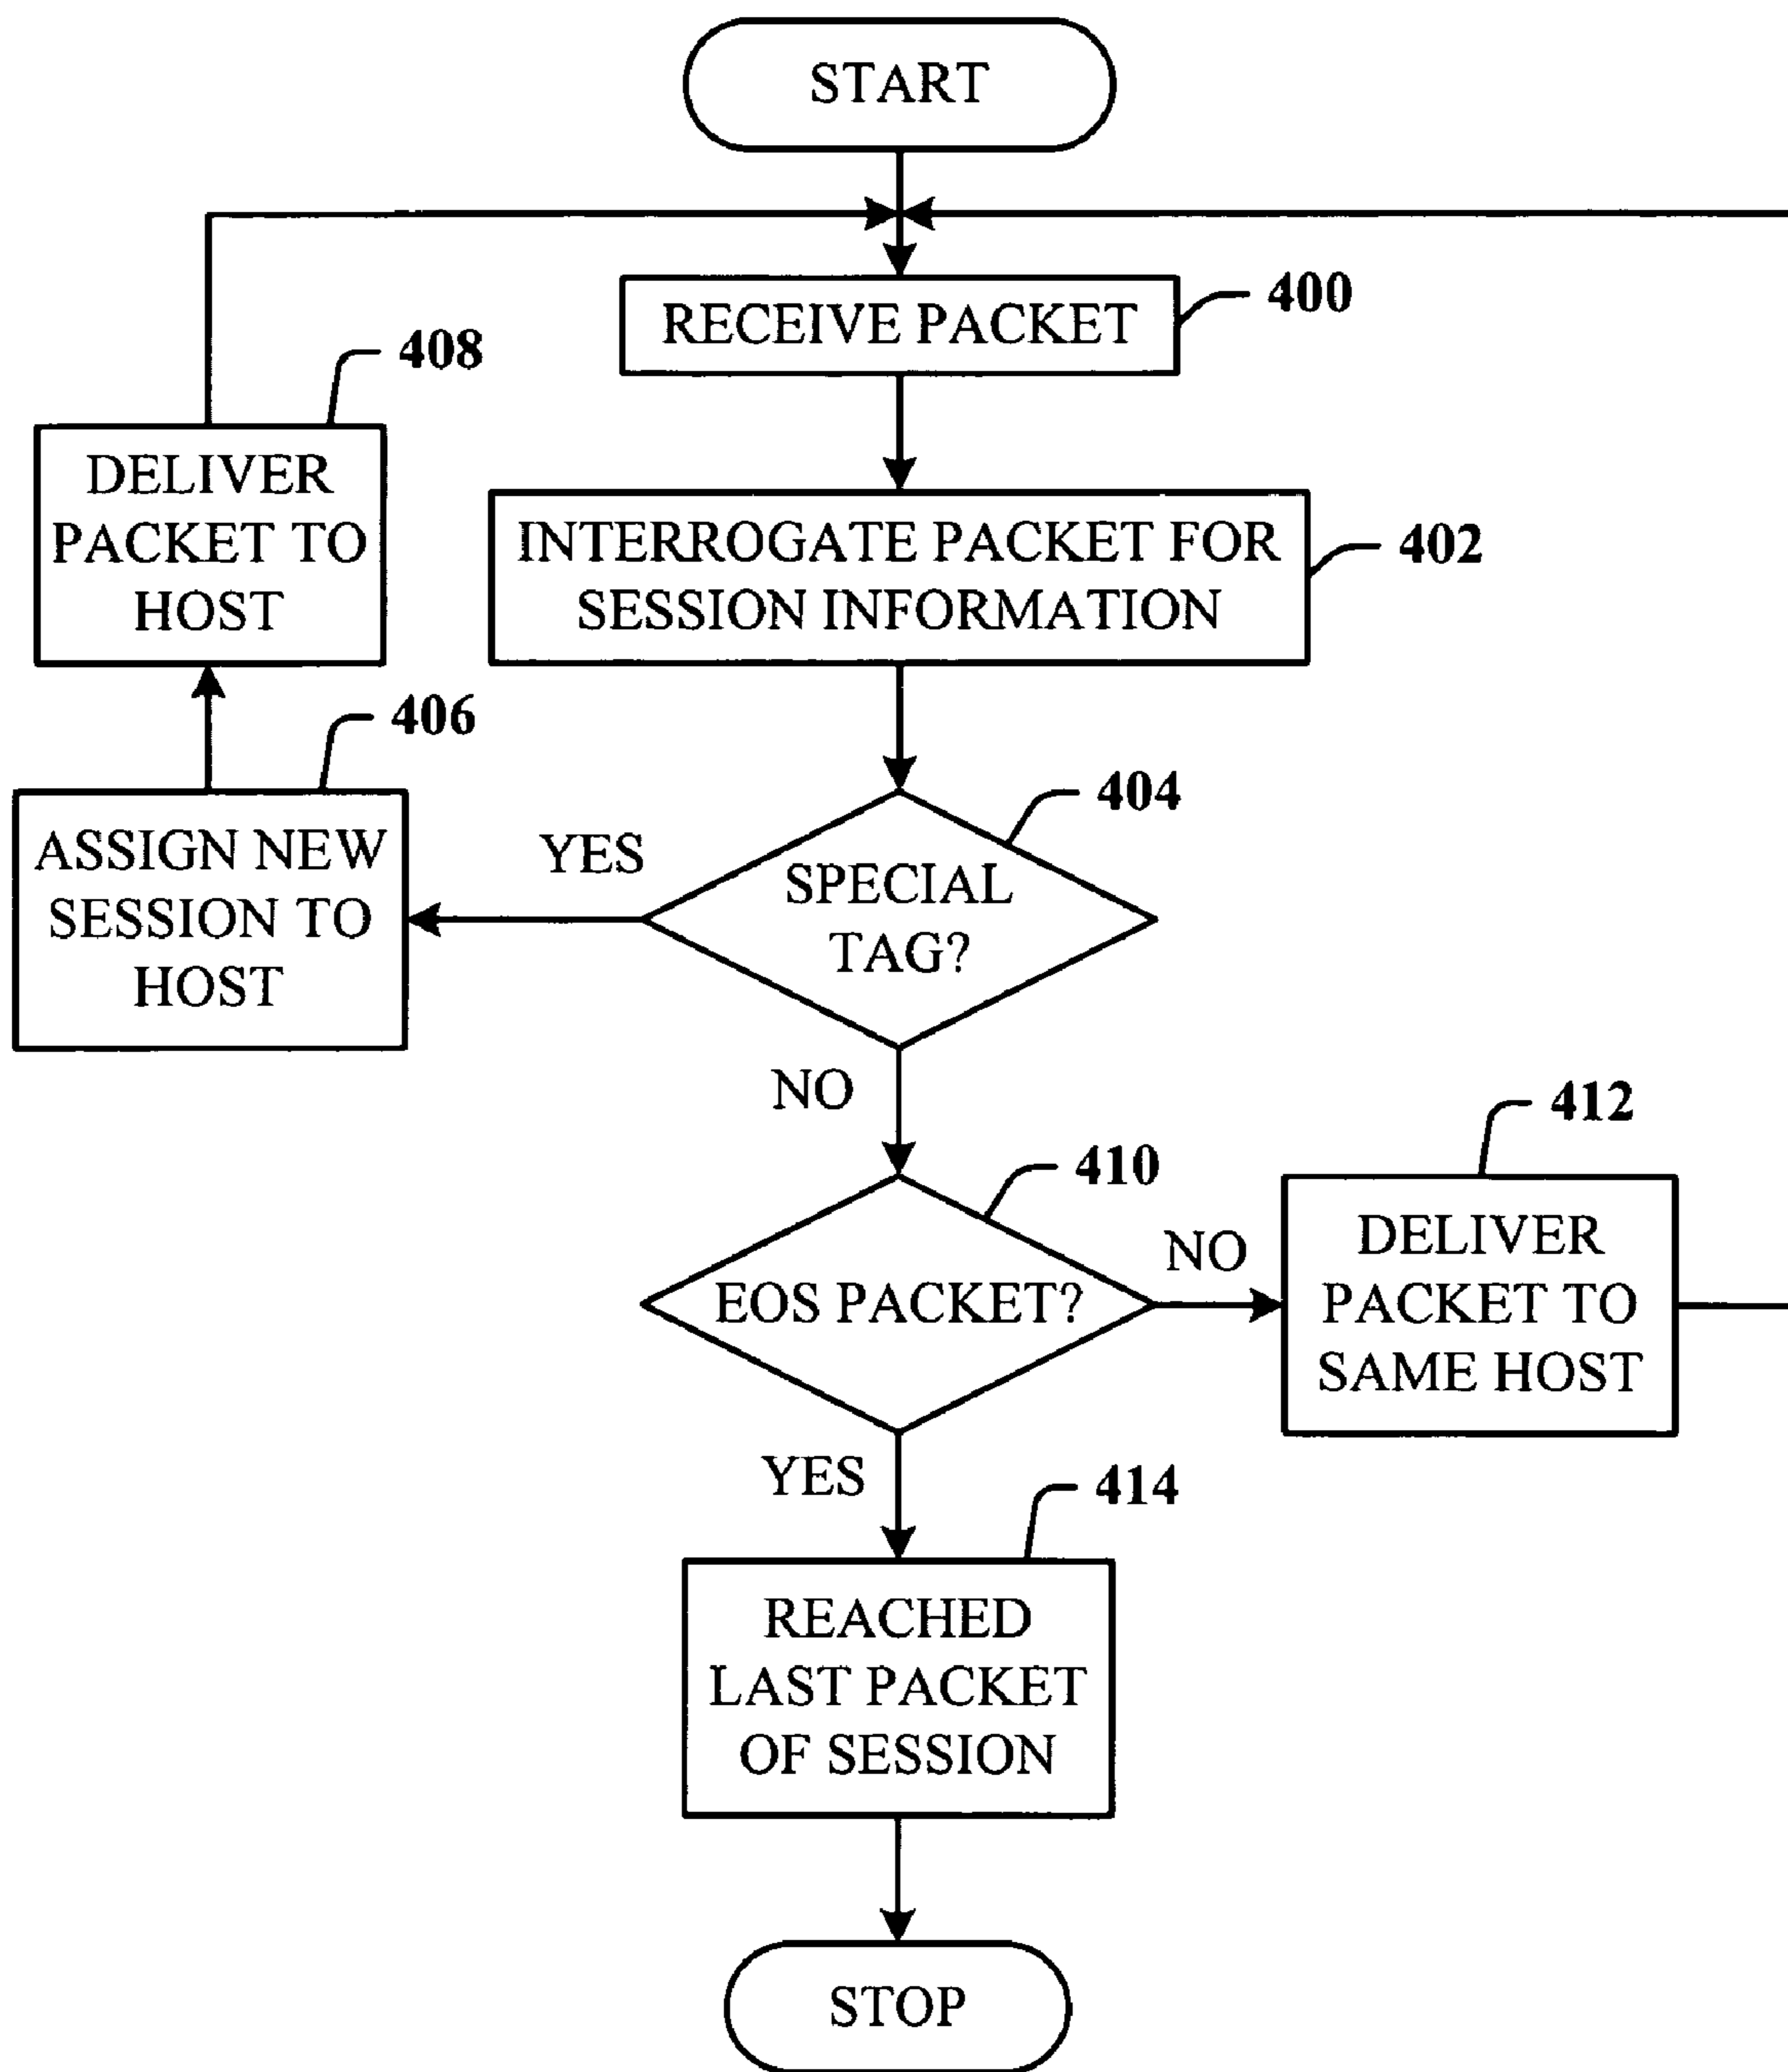 START
RECEIVE PACKET
400
408
DELIVER
PACKET TO
HOST
INTERROGATE PACKET FOR
SESSION INFORMATION
402
406
ASSIGN NEW
SESSION TO
HOST
YES
404
SPECIAL
TAG?
NO
410
EOS PACKET?
NO
412
DELIVER
PACKET TO
SAME HOST
YES
414
REACHED
LAST PACKET
OF SESSION
STOP